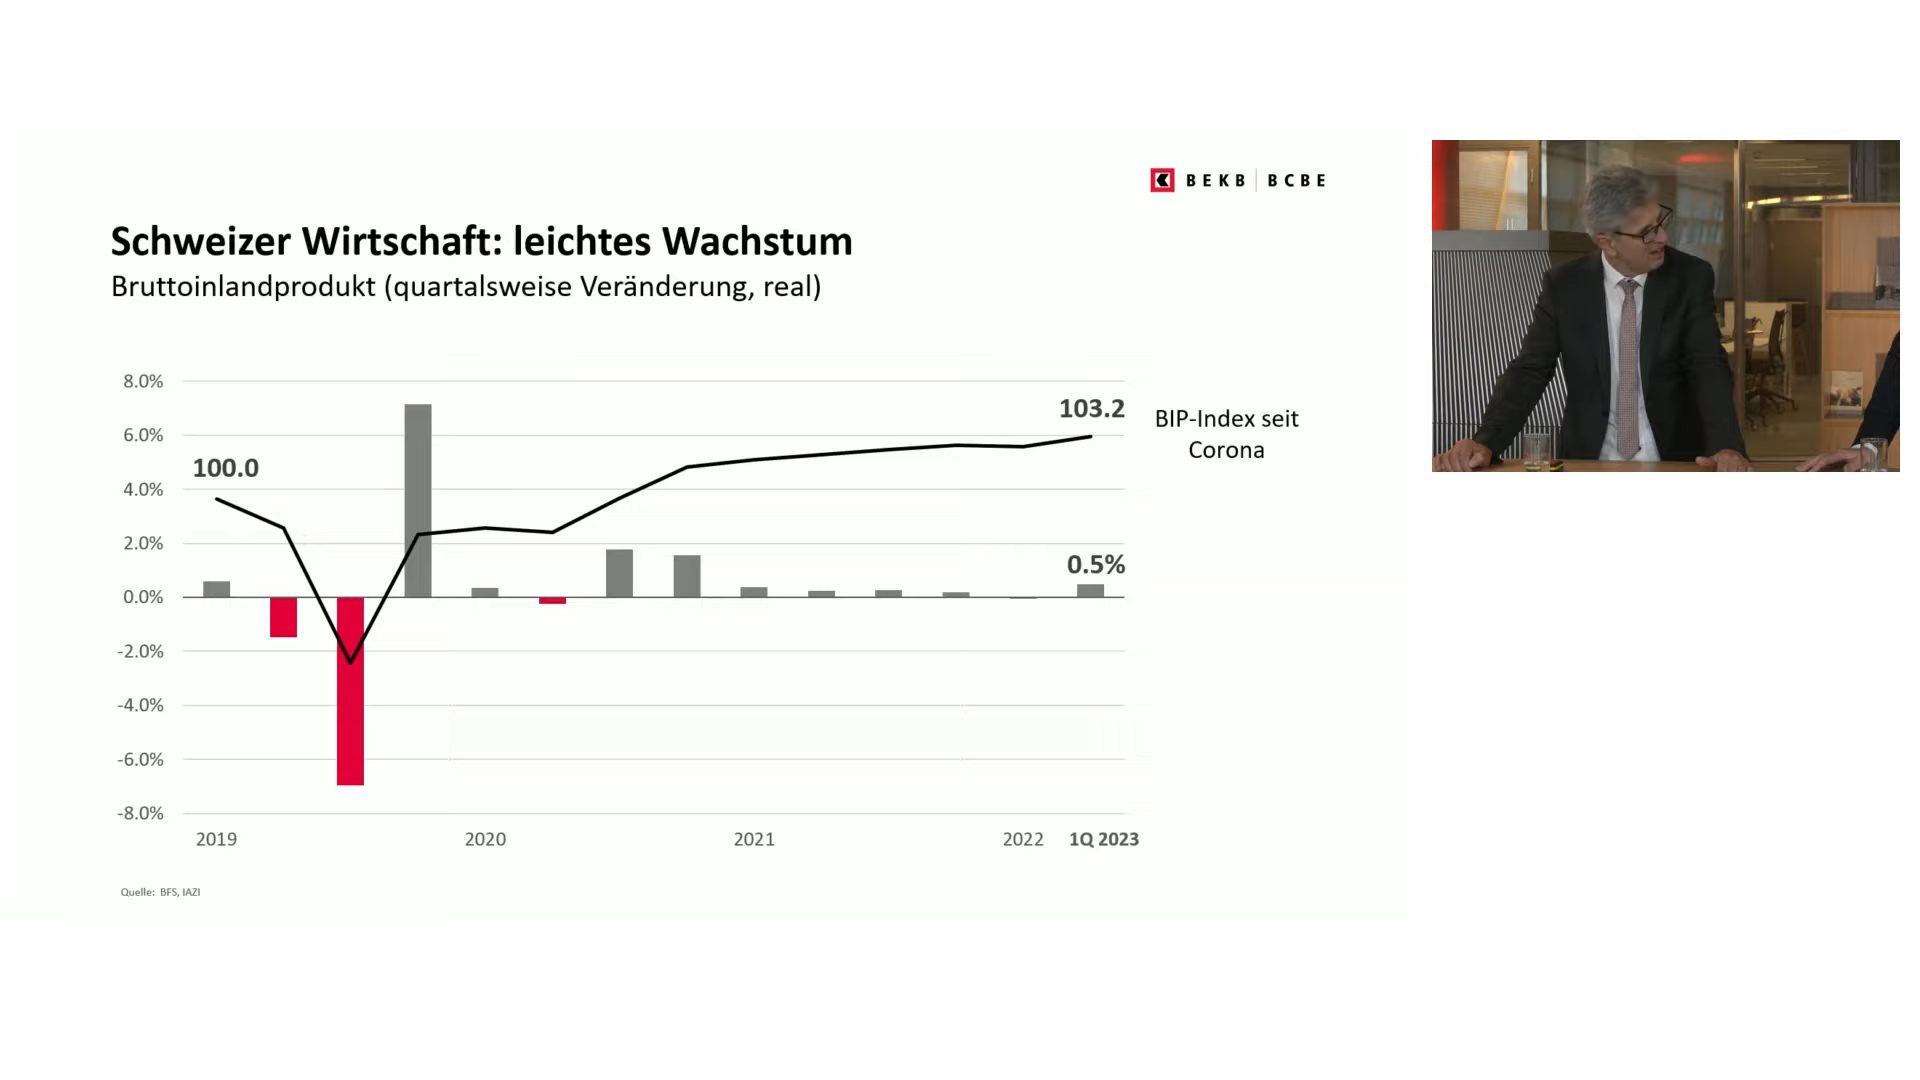 BEKB | BCBE
Schweizer Wirtschaft: leichtes Wachstum
Bruttoinlandprodukt (quartalsweise Veränderung, real)
8.0%
6.0%
4.0%
2.0%
0.0%
-2.0%
-4.0%
-6.0%
-8.0%
100.0
103.2
0.5%
BIP-Index seit
Corona
2019 2020 2021 2022 1Q 2023
Quelle: BFS, IAZI